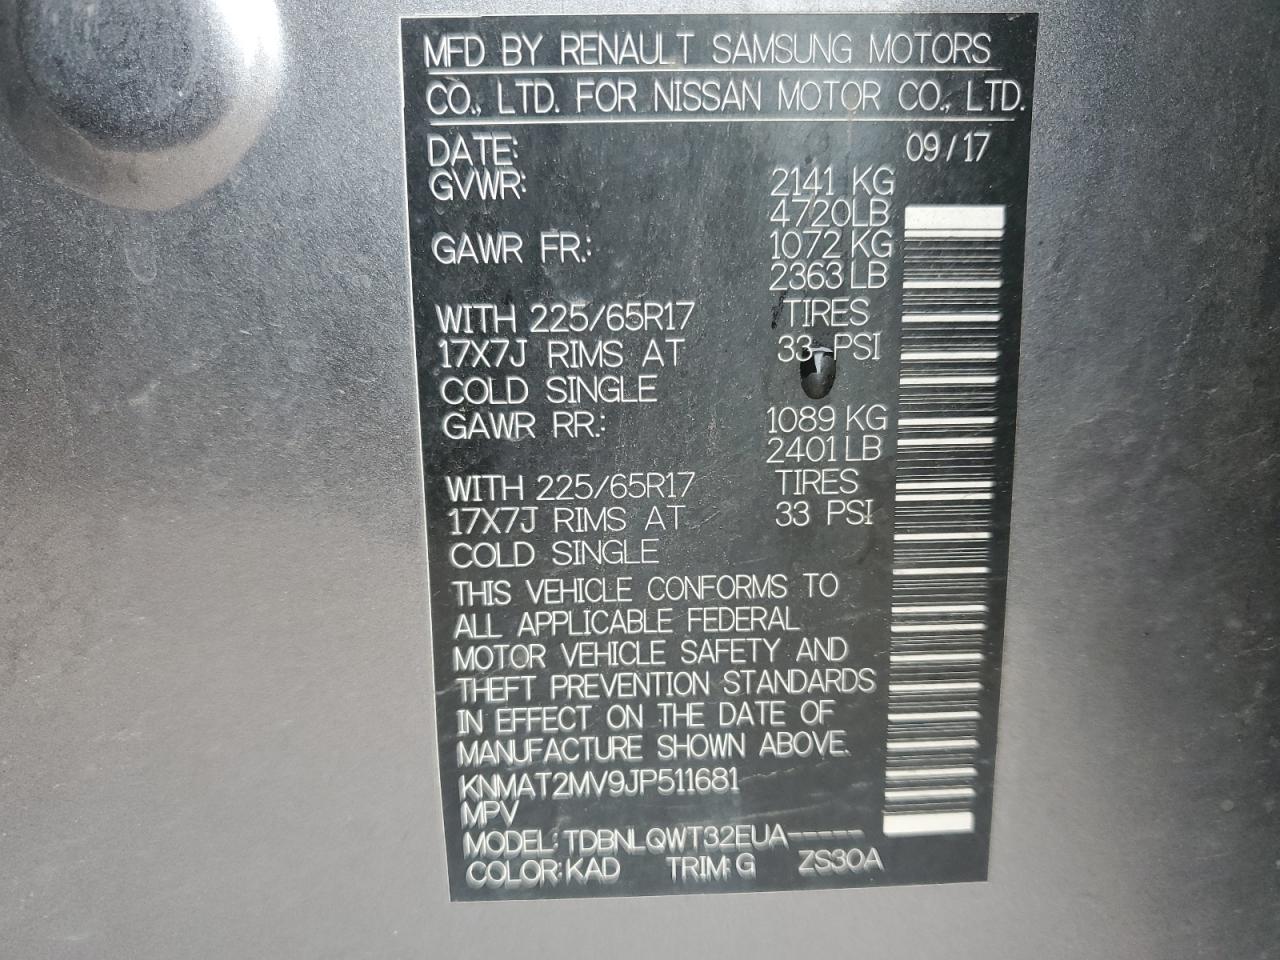 MFD BY RENAULT SAMSUNG MOTORS
CO., LTD. FOR NISSAN MOTOR CO., LTD.
DATE: 09/17
GVWR: 2141 KG
4720LB
GAWR FR.: 1072 KG
2363 LB
WITH 225/65R17 TIRES
17X7J RIMS AT 33 PSI
COLD SINGLE
GAWR RR.: 1089 KG
2401 LB
WITH 225/65R17 TIRES
17X7J RIMS AT 33 PSI
COLD SINGLE
THIS VEHICLE CONFORMS TO
ALL APPLICABLE FEDERAL
MOTOR VEHICLE SAFETY AND
THEFT PREVENTION STANDARDS
IN EFFECT ON THE DATE OF
MANUFACTURE SHOWN ABOVE.
KNMAT2MV9JP511681
MPV
MODEL: TDBNLQWT32EUA-----
COLOR: KAD TRIM: G ZS30A